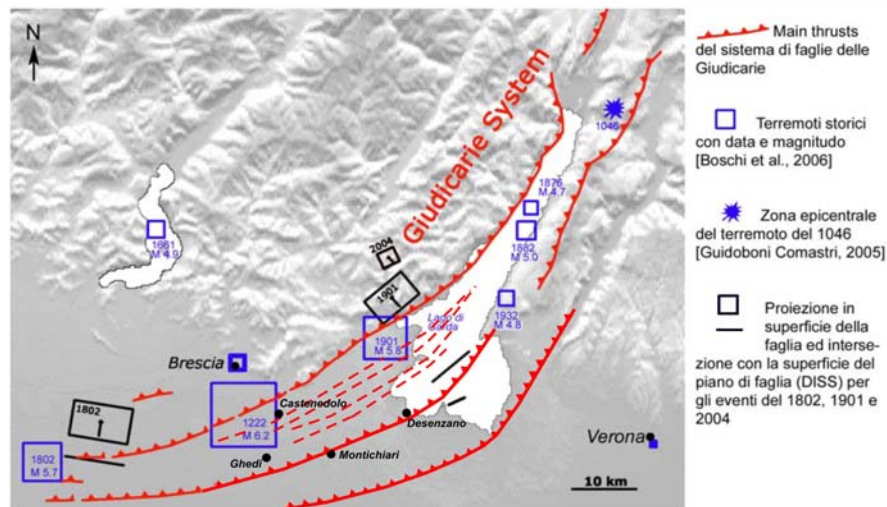 N
Giudicarie System
1046
1876
M 4.7
1661
M 4.9
2004
1882
M 5.0
1901
Lago di
Garda
1932
M 4.8
1901
M 5.8
Brescia
1802
Castenedolo
1222
M 6.2
Desenzano
Verona
1802
M 5.7
Ghedi
Montichiari
10 km
Main thrusts
del sistema di faglie delle
Giudicarie
Terremoti storici
con data e magnitudo
[Boschi et al., 2006]
Zona epicentrale
del terremoto del 1046
[Guidoboni Comastri, 2005]
Proiezione in
superficie della
faglia ed interse-
zione con la superficie del
piano di faglia (DISS) per
gli eventi del 1802, 1901 e
2004